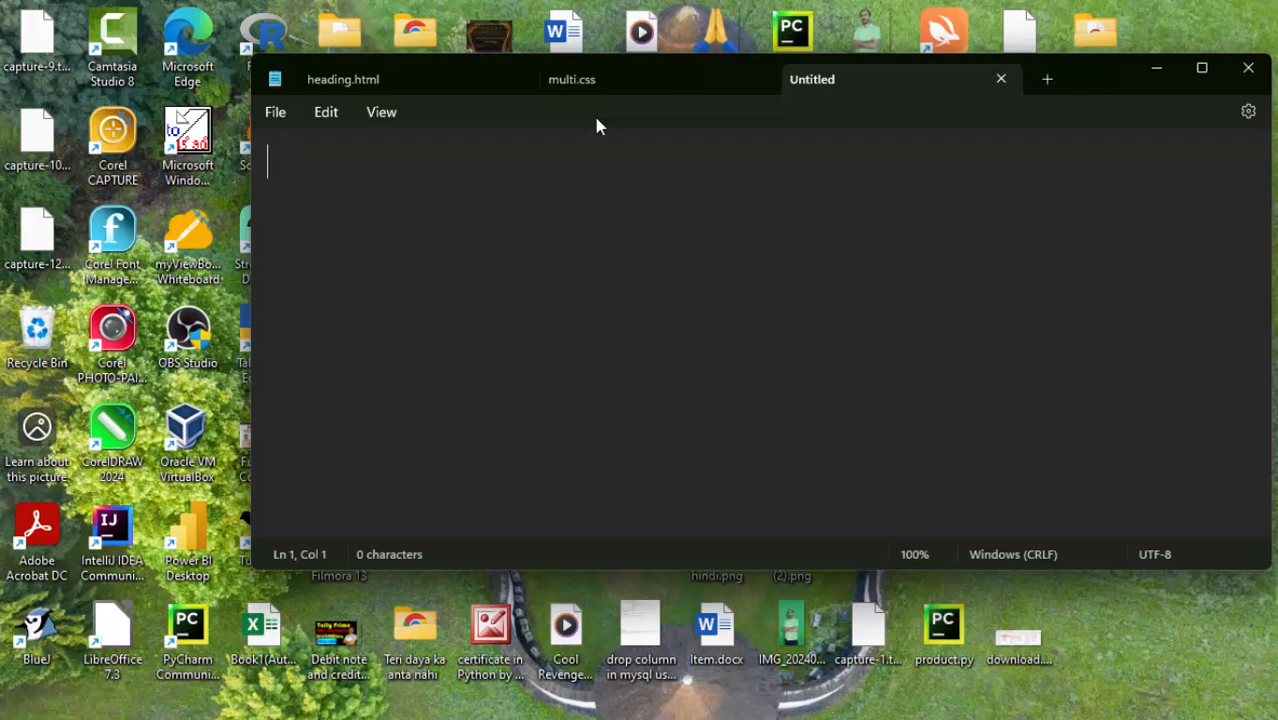 capture-9.t...
Camtasia
Studio 8
Microsoft
Edge
heading.html
multi.css
Untitled
File
Edit
View
capture-10...
Corel
CAPTURE
Microsoft
Windo...
capture-12...
Corel Font
Manage...
myViewBo...
Whiteboard
Recycle Bin
Corel
PHOTO-PAI...
OBS Studio
Learn about
this picture
CorelDRAW
2024
Oracle VM
VirtualBox
Adobe
Acrobat DC
IntelliJ IDEA
Communi...
Power BI
Desktop
Ln 1, Col 1
0 characters
100%
Windows (CRLF)
UTF-8
Filmora 13
hindi.png
(2).png
BlueJ
LibreOffice
7.3
PyCharm
Communi...
Book1(Aut...
Debit note
and credit...
Teri daya ka
anta nahi
certificate in
Python by ...
Cool
Revenge...
drop column
in mysql us...
Item.docx
IMG_20240...
capture-1.t...
product.py
download....